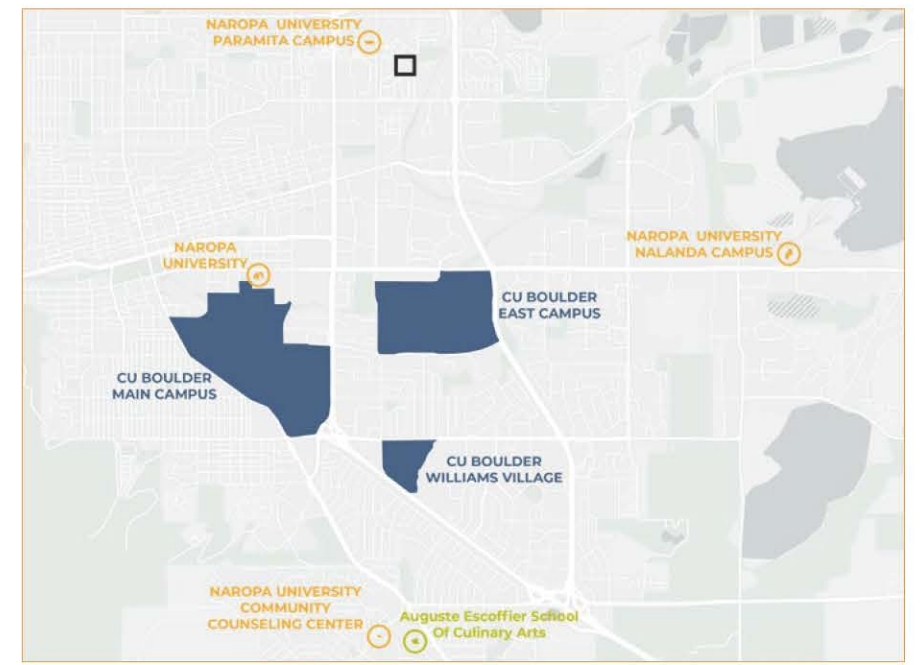 NAROPA UNIVERSITY
PARAMITA CAMPUS
NAROPA
UNIVERSITY
NAROPA UNIVERSITY
NALANDA CAMPUS
CU BOULDER
EAST CAMPUS
CU BOULDER
MAIN CAMPUS
CU BOULDER
WILLIAMS VILLAGE
NAROPA UNIVERSITY
COMMUNITY
COUNSELING CENTER
Auguste Escoffier School
Of Culinary Arts